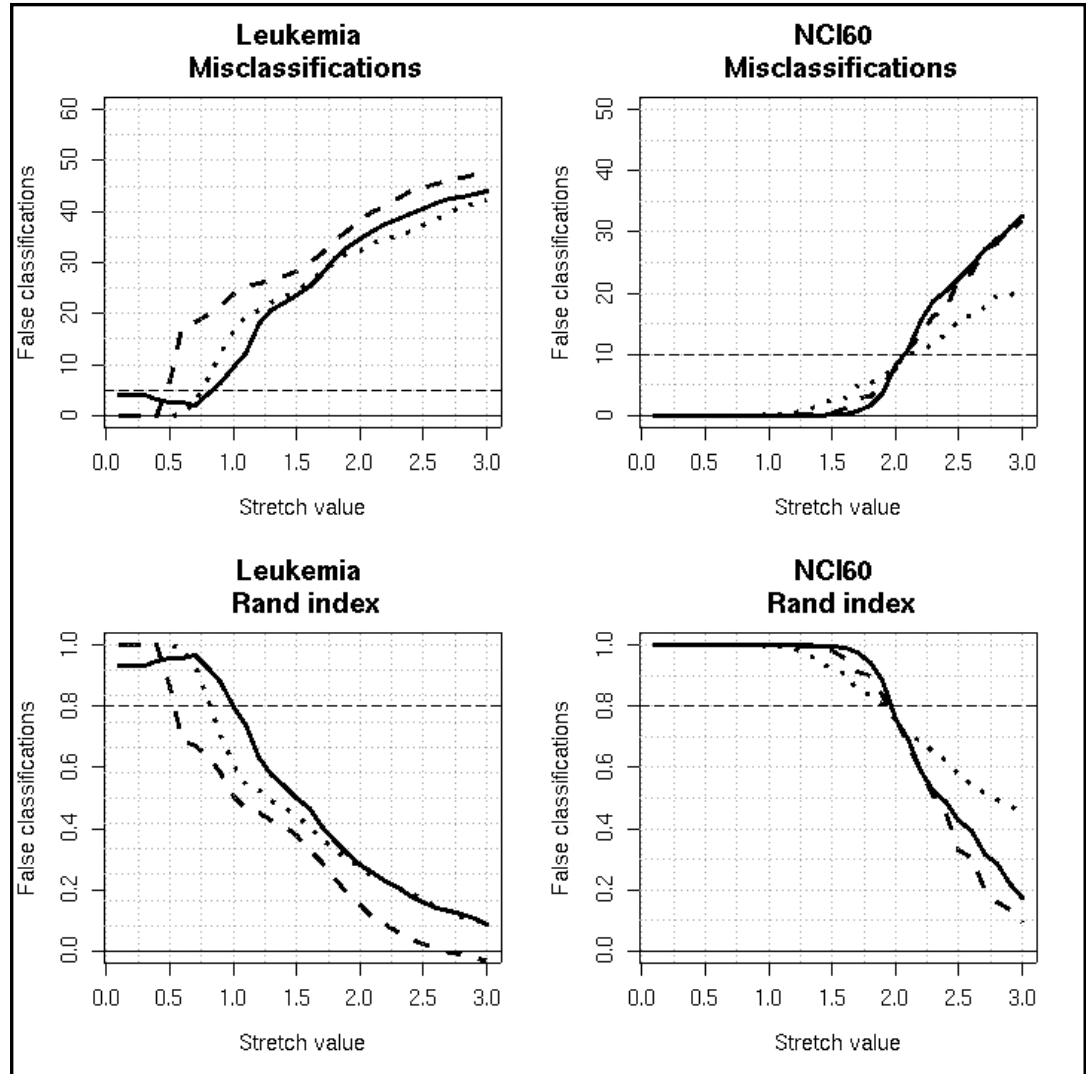 Leukemia
Misclassifications
60
50
40
30
20
10
0
False classifications
0.0 0.5 1.0 1.5 2.0 2.5 3.0
Stretch value
NCI60
Misclassifications
50
40
30
20
10
0
False classifications
0.0 0.5 1.0 1.5 2.0 2.5 3.0
Stretch value
Leukemia
Rand index
1.0
0.8
0.6
0.4
0.2
0.0
False classifications
0.0 0.5 1.0 1.5 2.0 2.5 3.0
Stretch value
NCI60
Rand index
1.0
0.8
0.6
0.4
0.2
0.0
False classifications
0.0 0.5 1.0 1.5 2.0 2.5 3.0
Stretch value